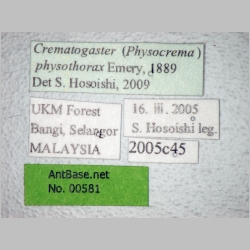 Crematogaster (Physocrema)
physothorax Emery, 1889
Det S. Hosoishi, 2009
UKM Forest
Bangi, Selangor
MALAYSIA
16. iii. 2005
S. Hosoishi leg.
2005c45
AntBase.net
No. 00581